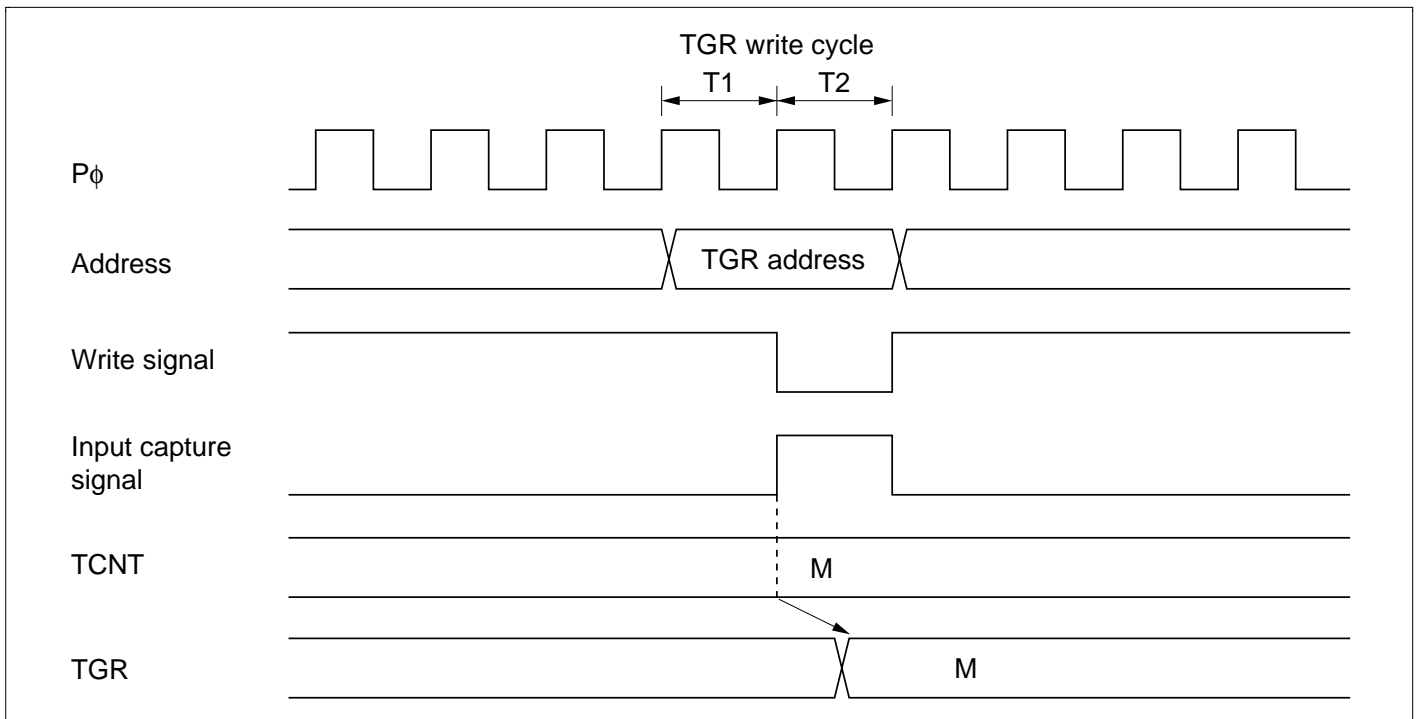 TGR write cycle
T1 T2
Pϕ
Address
TGR address
Write signal
Input capture
signal
TCNT
M
TGR
M